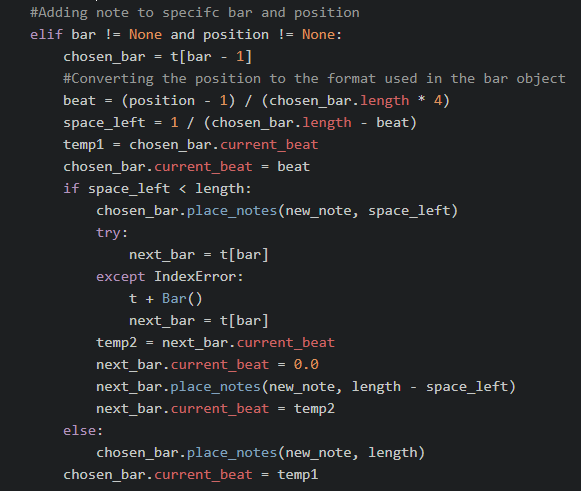 #Adding note to specifc bar and position
elif bar != None and position != None:
    chosen_bar = t[bar - 1]
    #Converting the position to the format used in the bar object
    beat = (position - 1) / (chosen_bar.length * 4)
    space_left = 1 / (chosen_bar.length - beat)
    temp1 = chosen_bar.current_beat
    chosen_bar.current_beat = beat
    if space_left < length:
        chosen_bar.place_notes(new_note, space_left)
        try:
            next_bar = t[bar]
        except IndexError:
            t + Bar()
            next_bar = t[bar]
        temp2 = next_bar.current_beat
        next_bar.current_beat = 0.0
        next_bar.place_notes(new_note, length - space_left)
        next_bar.current_beat = temp2
    else:
        chosen_bar.place_notes(new_note, length)
    chosen_bar.current_beat = temp1